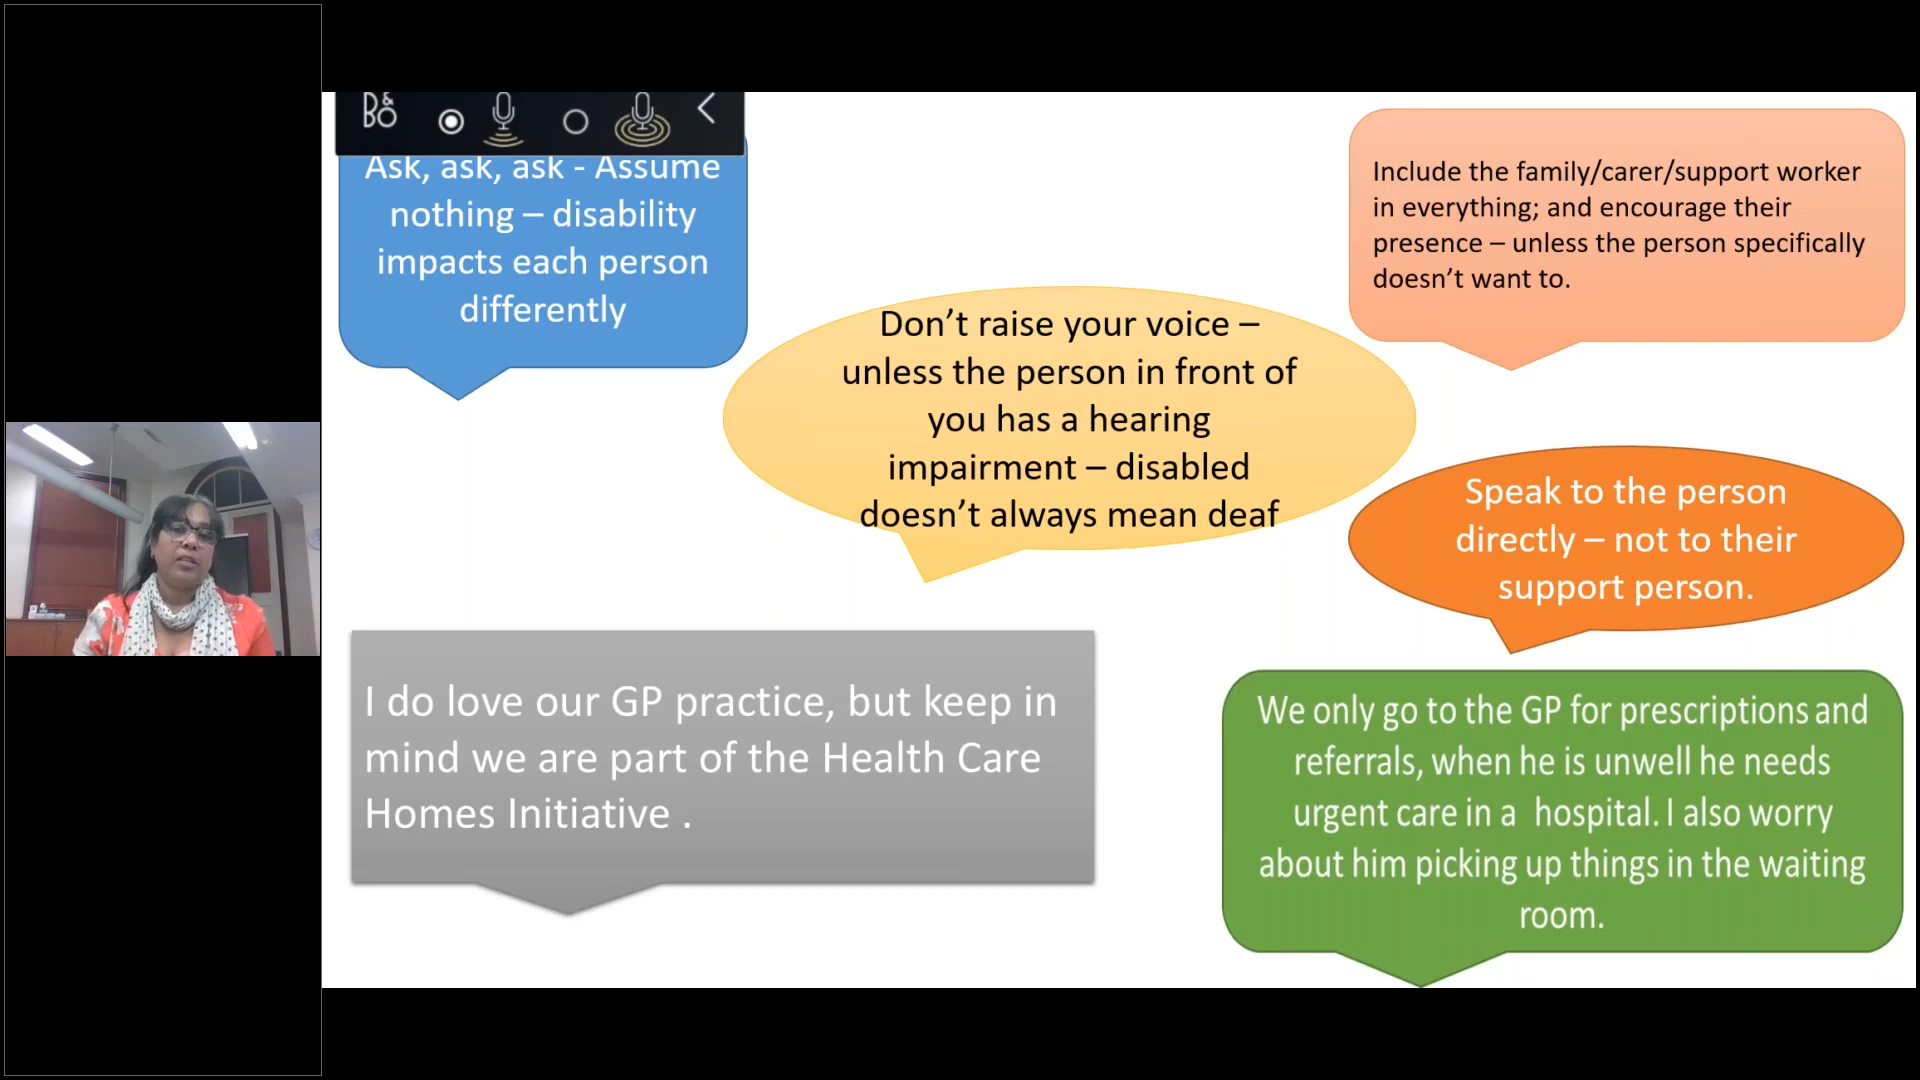 B&O
Ask, ask, ask - Assume
nothing – disability
impacts each person
differently
Include the family/carer/support worker
in everything; and encourage their
presence – unless the person specifically
doesn’t want to.
Don’t raise your voice –
unless the person in front of
you has a hearing
impairment – disabled
doesn’t always mean deaf
Speak to the person
directly – not to their
support person.
I do love our GP practice, but keep in
mind we are part of the Health Care
Homes Initiative .
We only go to the GP for prescriptions and
referrals, when he is unwell he needs
urgent care in a  hospital. I also worry
about him picking up things in the waiting
room.